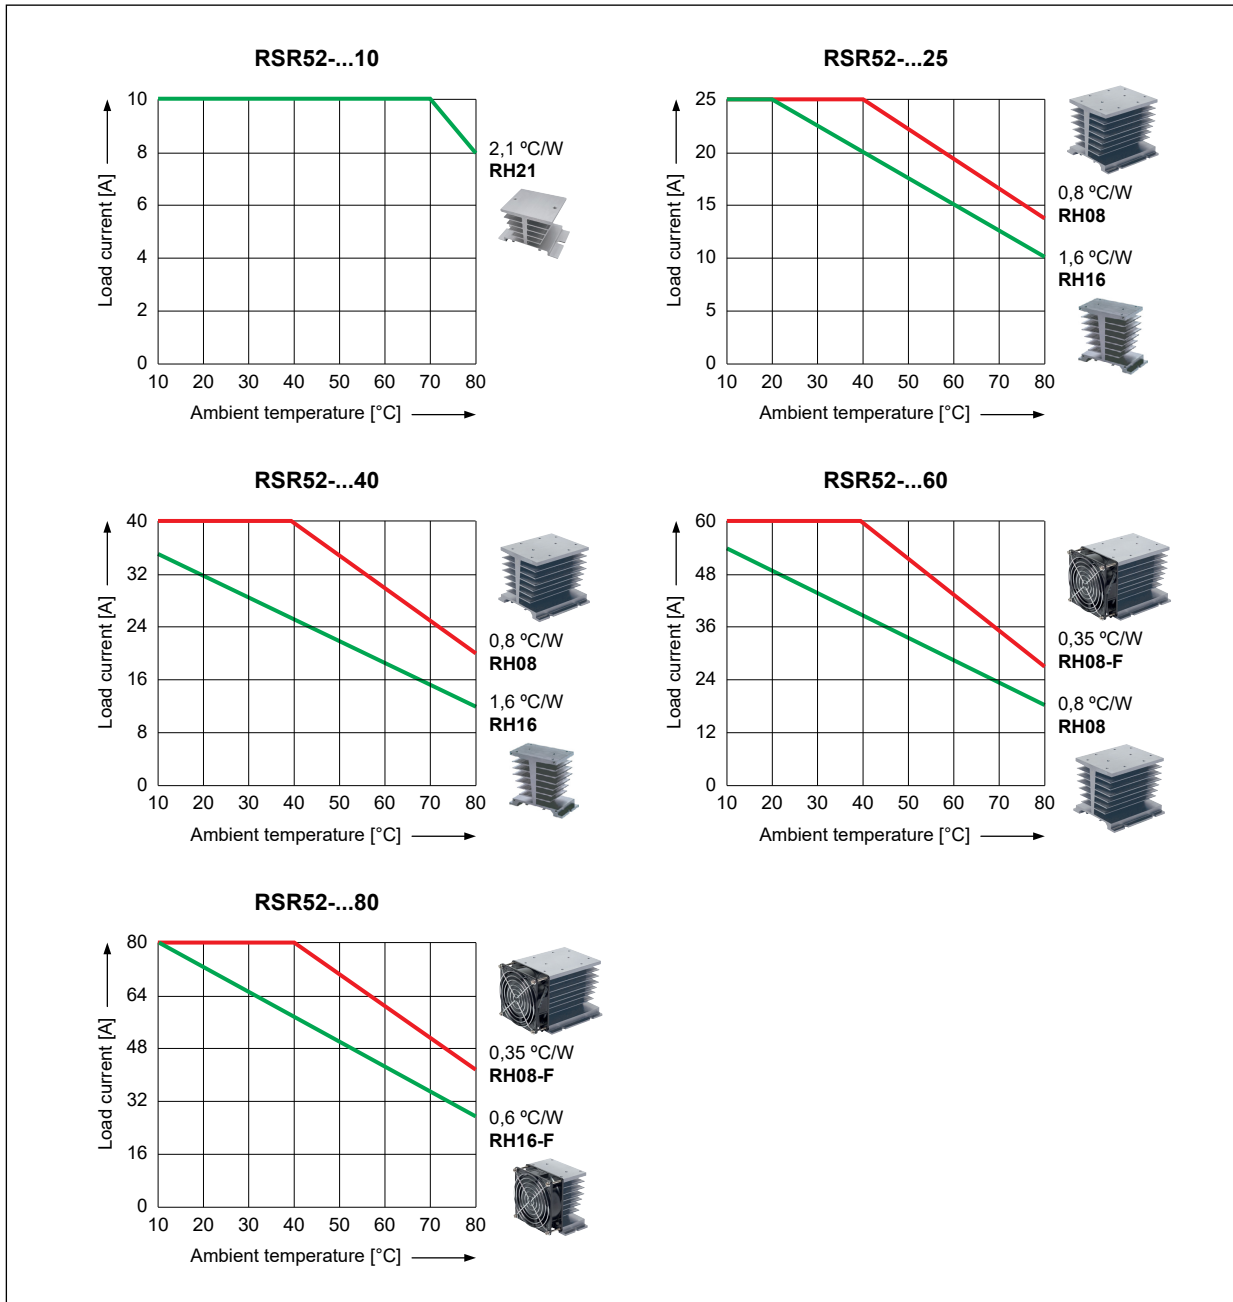 RSR52-...10
10
8
6
4
2
0
Load current [A]
10 20 30 40 50 60 70 80
Ambient temperature [°C]
2,1 ºC/W
RH21
RSR52-...25
25
20
15
10
5
0
Load current [A]
10 20 30 40 50 60 70 80
Ambient temperature [°C]
0,8 ºC/W
RH08
1,6 ºC/W
RH16
RSR52-...40
40
32
24
16
8
0
Load current [A]
10 20 30 40 50 60 70 80
Ambient temperature [°C]
0,8 ºC/W
RH08
1,6 ºC/W
RH16
RSR52-...60
60
48
36
24
12
0
Load current [A]
10 20 30 40 50 60 70 80
Ambient temperature [°C]
0,35 ºC/W
RH08-F
0,8 ºC/W
RH08
RSR52-...80
80
64
48
32
16
0
Load current [A]
10 20 30 40 50 60 70 80
Ambient temperature [°C]
0,35 ºC/W
RH08-F
0,6 ºC/W
RH16-F